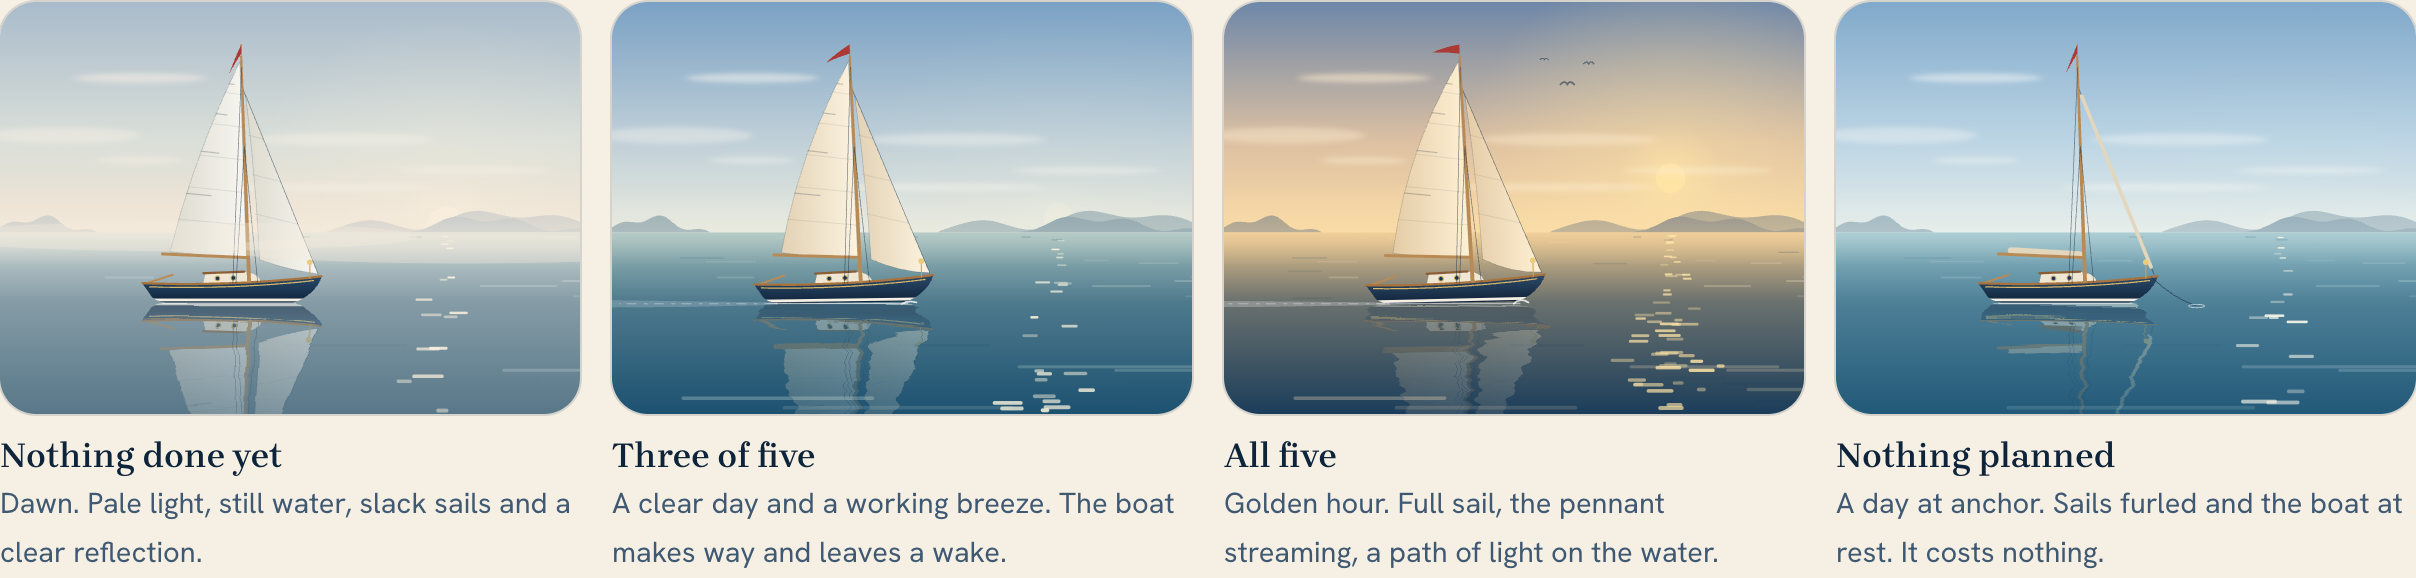 Nothing done yet
Dawn. Pale light, still water, slack sails and a
clear reflection.
Three of five
A clear day and a working breeze. The boat
makes way and leaves a wake.
All five
Golden hour. Full sail, the pennant
streaming, a path of light on the water.
Nothing planned
A day at anchor. Sails furled and the boat at
rest. It costs nothing.